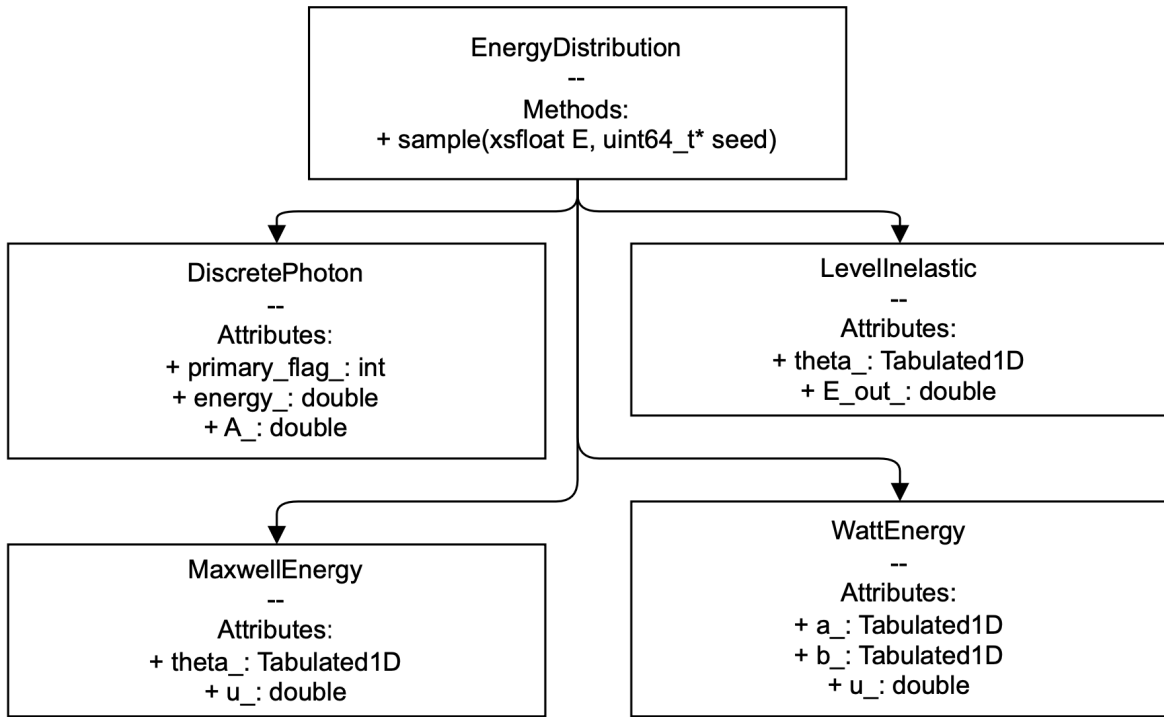 EnergyDistribution
--
Methods:
+ sample(xsfloat E, uint64_t* seed)
DiscretePhoton
--
Attributes:
+ primary_flag_: int
+ energy_: double
+ A_: double
LevelInelastic
--
Attributes:
+ theta_: Tabulated1D
+ E_out_: double
MaxwellEnergy
--
Attributes:
+ theta_: Tabulated1D
+ u_: double
WattEnergy
--
Attributes:
+ a_: Tabulated1D
+ b_: Tabulated1D
+ u_: double